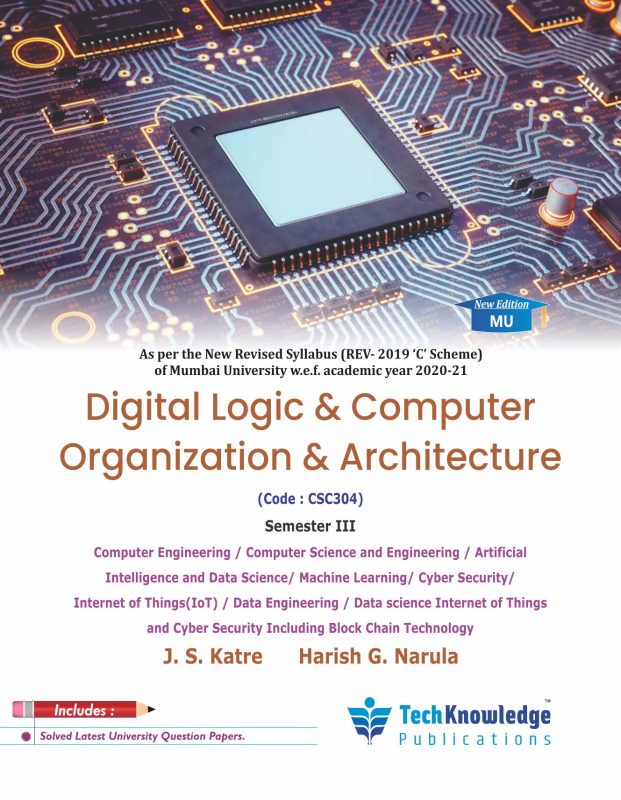 New Edition
MU
As per the New Revised Syllabus (REV- 2019 ‘C’ Scheme)
of Mumbai University w.e.f. academic year 2020-21
Digital Logic & Computer
Organization & Architecture
(Code : CSC304)
Semester III
Computer Engineering / Computer Science and Engineering / Artificial
Intelligence and Data Science/ Machine Learning/ Cyber Security/
Internet of Things(IoT) / Data Engineering / Data science Internet of Things
and Cyber Security Including Block Chain Technology
J. S. Katre Harish G. Narula
Includes :
Solved Latest University Question Papers.
TechKnowledge™
Publications